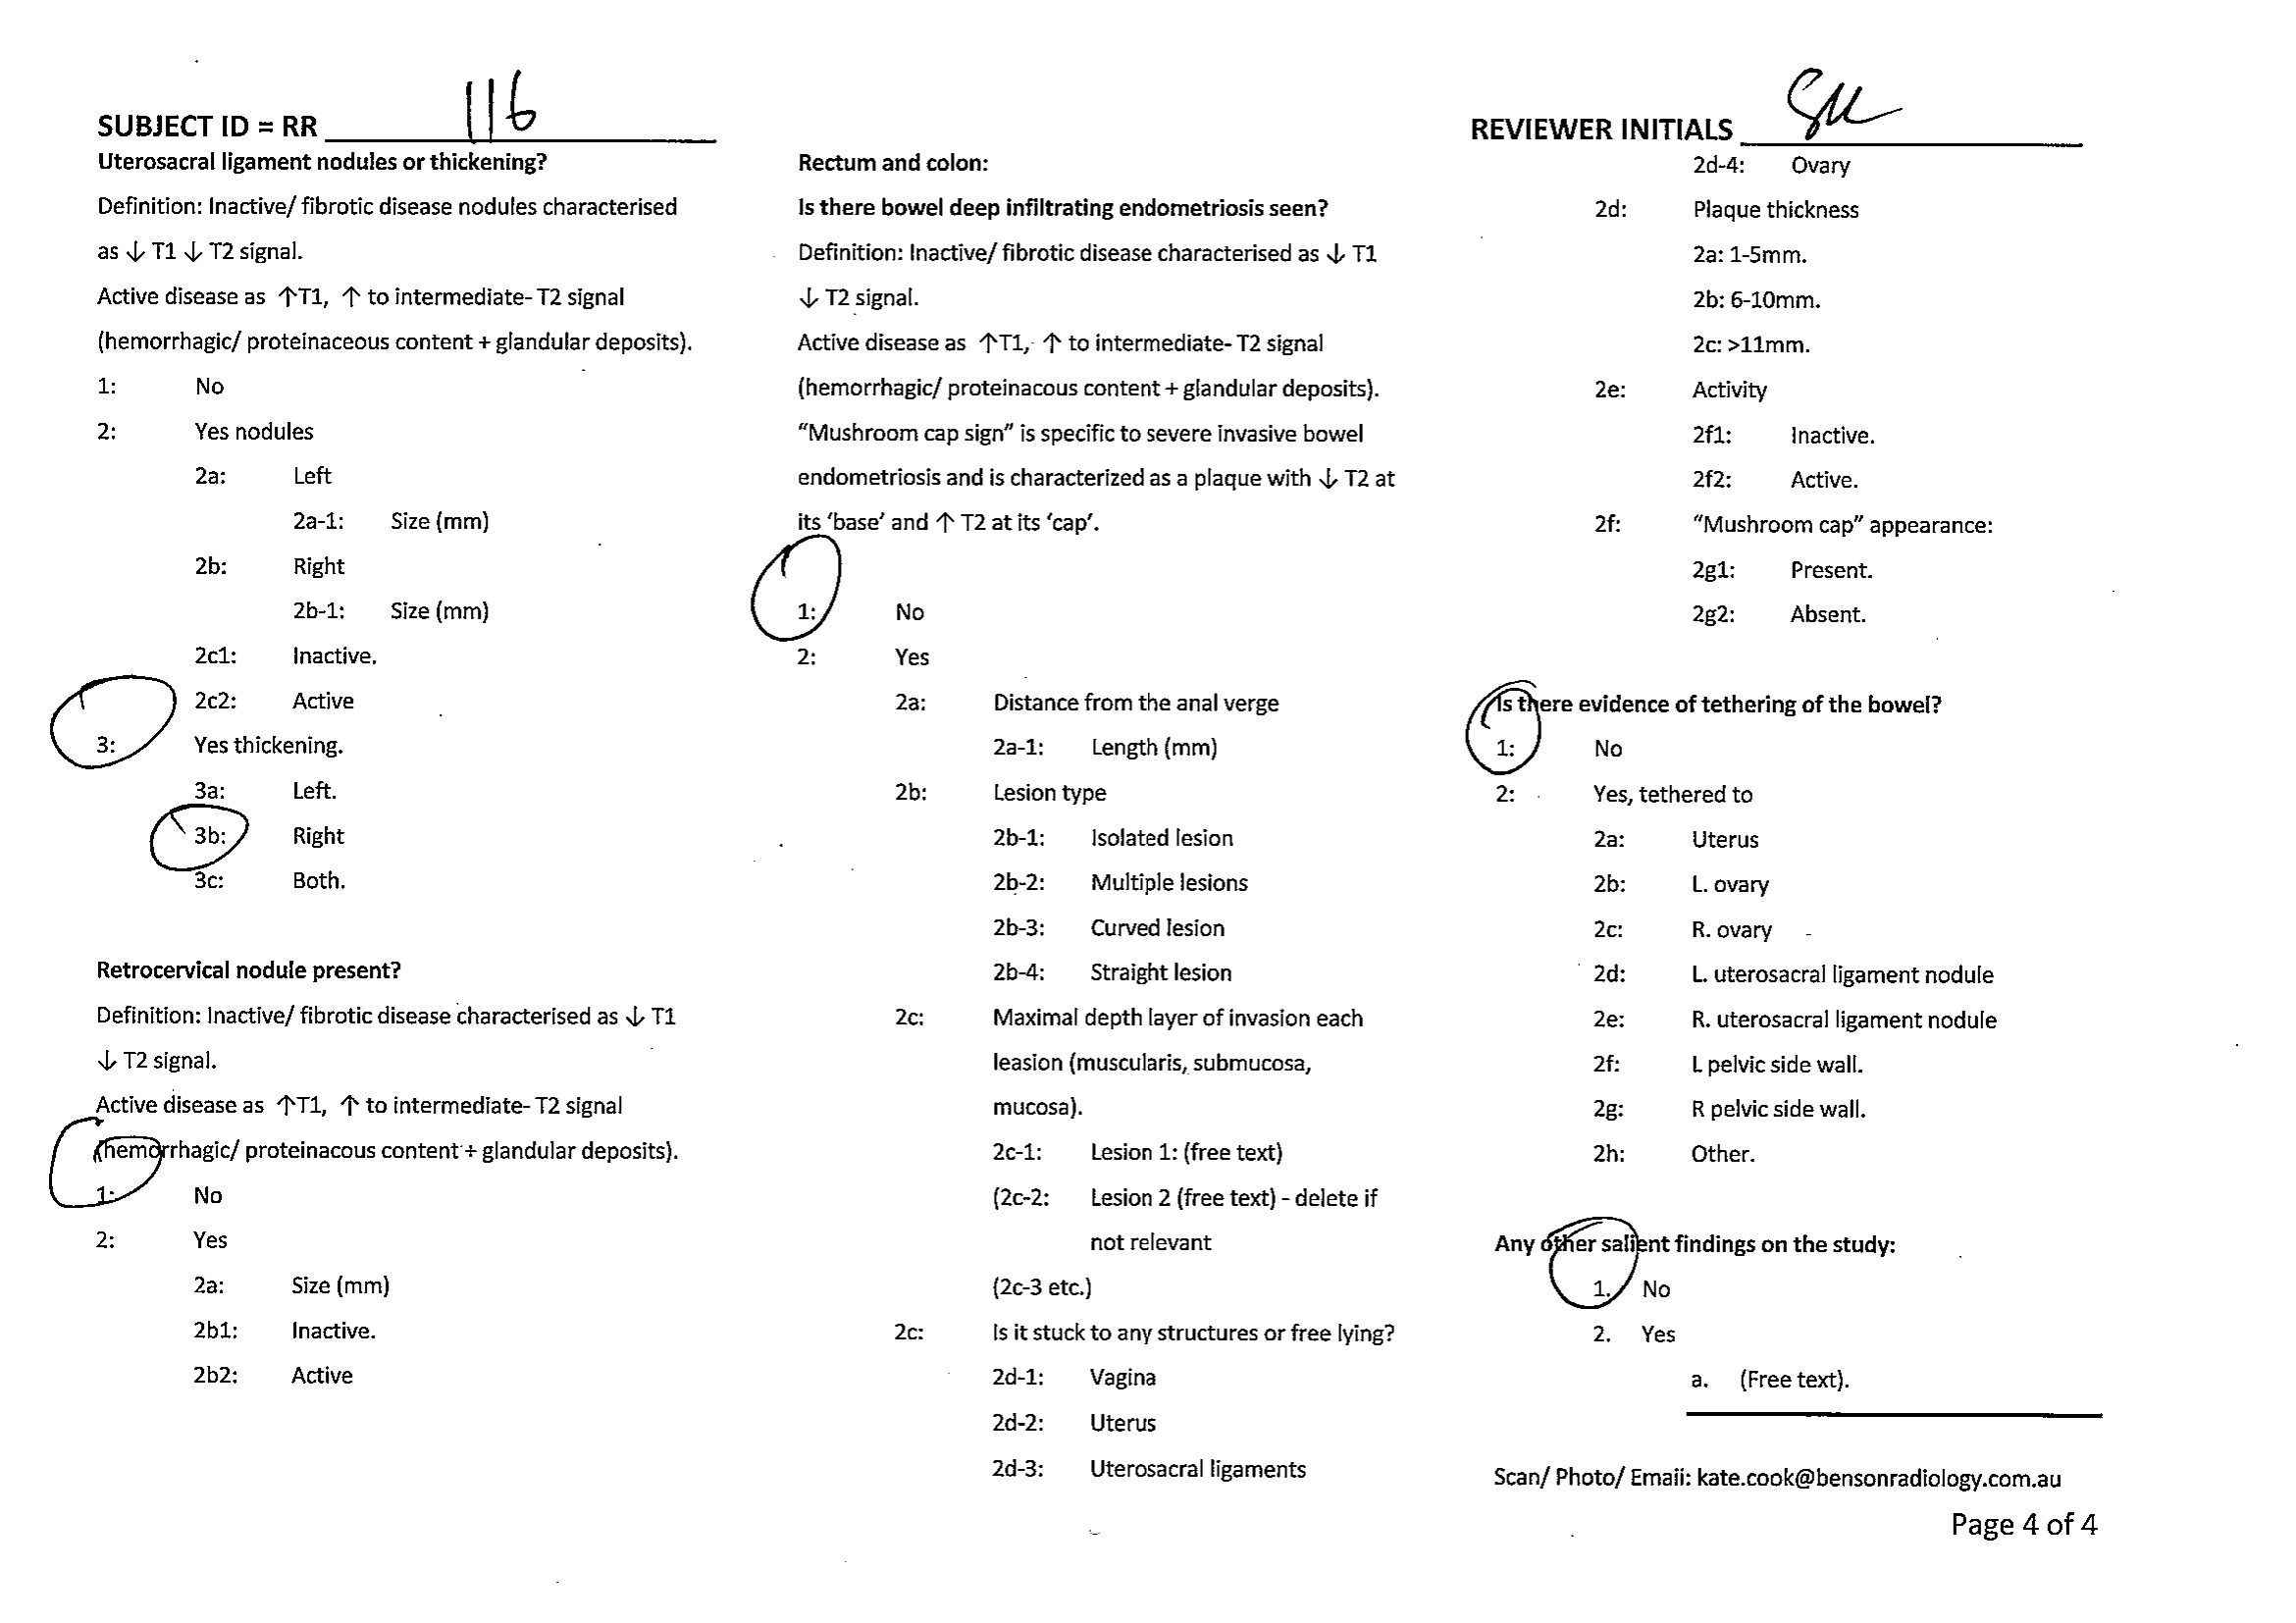 SUBJECT ID = RR 116
Uterosacral ligament nodules or thickening?
Definition: Inactive/ fibrotic disease nodules characterised
as ↓ T1 ↓ T2 signal.
Active disease as ↑T1, ↑ to intermediate- T2 signal
(hemorrhagic/ proteinaceous content + glandular deposits).
1: No
2: Yes nodules
2a: Left
2a-1: Size (mm)
2b: Right
2b-1: Size (mm)
2c1: Inactive.
2c2: Active
3: Yes thickening.
3a: Left.
3b: Right
3c: Both.
Retrocervical nodule present?
Definition: Inactive/ fibrotic disease characterised as ↓ T1
↓ T2 signal.
Active disease as ↑T1, ↑ to intermediate- T2 signal
(hemorrhagic/ proteinacous content + glandular deposits).
1: No
2: Yes
2a: Size (mm)
2b1: Inactive.
2b2: Active
Rectum and colon:
Is there bowel deep infiltrating endometriosis seen?
Definition: Inactive/ fibrotic disease characterised as ↓ T1
↓ T2 signal.
Active disease as ↑T1, ↑ to intermediate- T2 signal
(hemorrhagic/ proteinacous content + glandular deposits).
“Mushroom cap sign” is specific to severe invasive bowel
endometriosis and is characterized as a plaque with ↓ T2 at
its ‘base’ and ↑ T2 at its ‘cap’.
1: No
2: Yes
2a: Distance from the anal verge
2a-1: Length (mm)
2b: Lesion type
2b-1: Isolated lesion
2b-2: Multiple lesions
2b-3: Curved lesion
2b-4: Straight lesion
2c: Maximal depth layer of invasion each
leasion (muscularis, submucosa,
mucosa).
2c-1: Lesion 1: (free text)
(2c-2: Lesion 2 (free text) - delete if
not relevant
(2c-3 etc.)
2c: Is it stuck to any structures or free lying?
2d-1: Vagina
2d-2: Uterus
2d-3: Uterosacral ligaments
REVIEWER INITIALS
2d-4: Ovary
2d: Plaque thickness
2a: 1-5mm.
2b: 6-10mm.
2c: >11mm.
2e: Activity
2f1: Inactive.
2f2: Active.
2f: “Mushroom cap” appearance:
2g1: Present.
2g2: Absent.
Is there evidence of tethering of the bowel?
1: No
2: Yes, tethered to
2a: Uterus
2b: L. ovary
2c: R. ovary
2d: L. uterosacral ligament nodule
2e: R. uterosacral ligament nodule
2f: L pelvic side wall.
2g: R pelvic side wall.
2h: Other.
Any other salient findings on the study:
1. No
2. Yes
a. (Free text).
Scan/ Photo/ Email: kate.cook@bensonradiology.com.au
Page 4 of 4